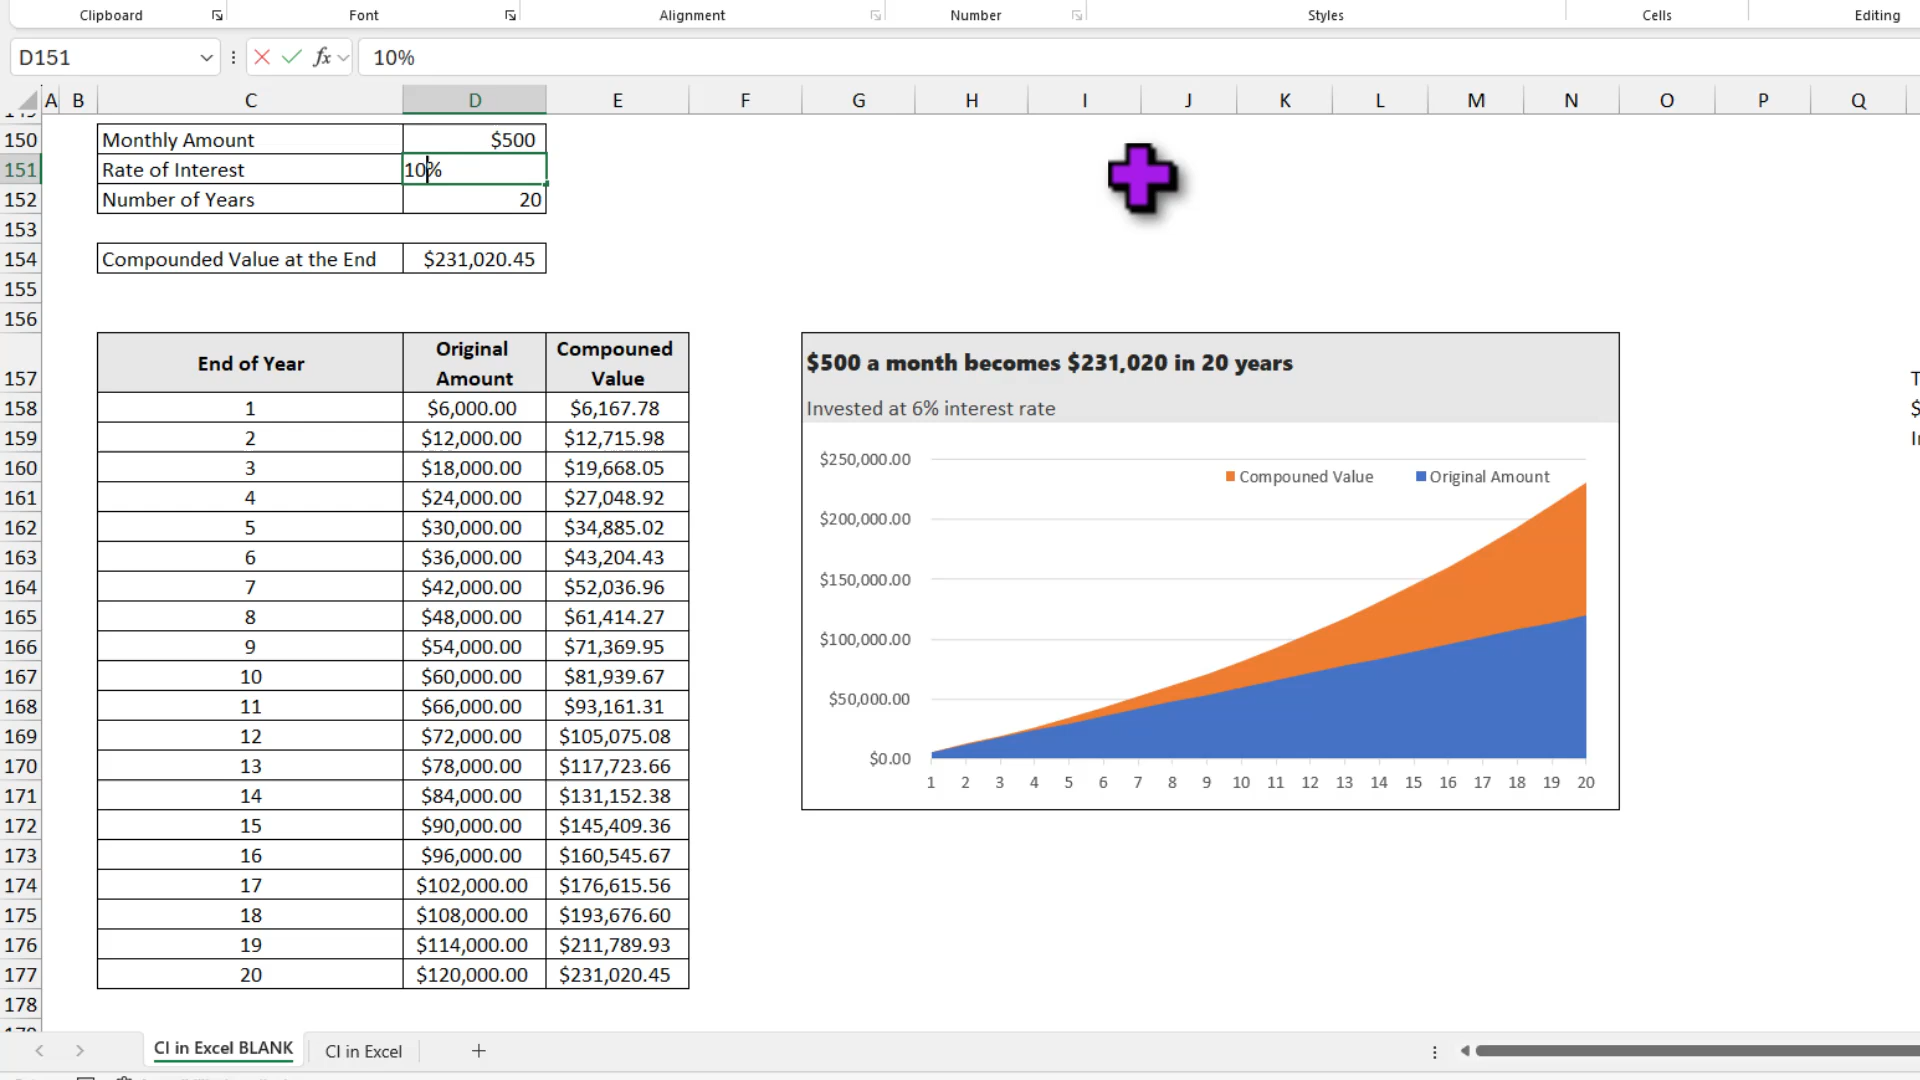 Clipboard Font Alignment Number Styles Cells Editing
D151 fx 10%
A B C D E F G H I J K L M N O P Q
150 Monthly Amount $500
151 Rate of Interest 10%
152 Number of Years 20
153
154 Compounded Value at the End $231,020.45
155
156
157 End of Year Original Amount Compouned Value
$500 a month becomes $231,020 in 20 years
158 1 $6,000.00 $6,167.78
Invested at 6% interest rate
159 2 $12,000.00 $12,715.98
160 3 $18,000.00 $19,668.05
161 4 $24,000.00 $27,048.92
162 5 $30,000.00 $34,885.02
163 6 $36,000.00 $43,204.43
164 7 $42,000.00 $52,036.96
165 8 $48,000.00 $61,414.27
166 9 $54,000.00 $71,369.95
167 10 $60,000.00 $81,939.67
168 11 $66,000.00 $93,161.31
169 12 $72,000.00 $105,075.08
170 13 $78,000.00 $117,723.66
171 14 $84,000.00 $131,152.38
172 15 $90,000.00 $145,409.36
173 16 $96,000.00 $160,545.67
174 17 $102,000.00 $176,615.56
175 18 $108,000.00 $193,676.60
176 19 $114,000.00 $211,789.93
177 20 $120,000.00 $231,020.45
178
$250,000.00
Compouned Value Original Amount
$200,000.00
$150,000.00
$100,000.00
$50,000.00
$0.00
1 2 3 4 5 6 7 8 9 10 11 12 13 14 15 16 17 18 19 20
CI in Excel BLANK CI in Excel